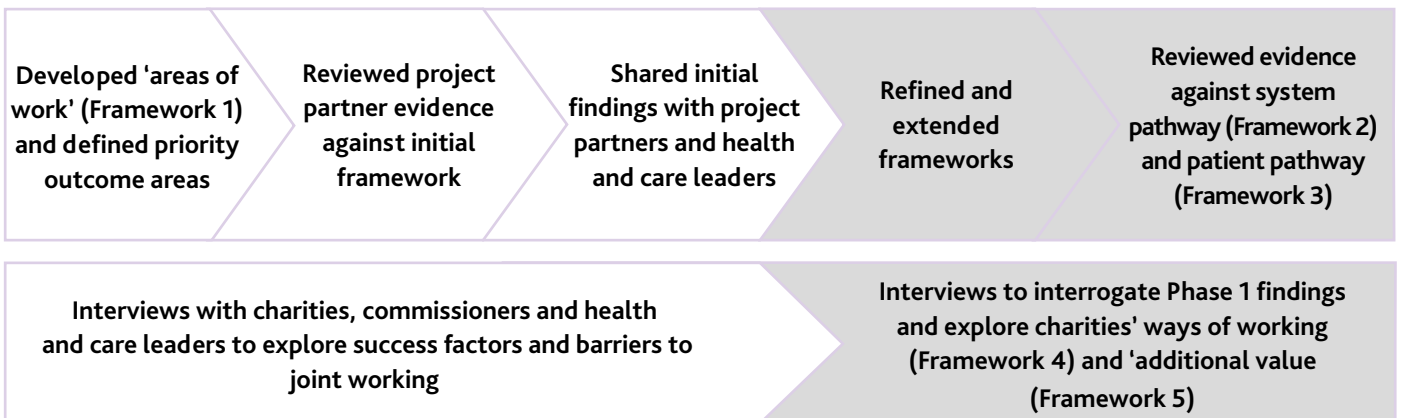 Developed ‘areas of
work’ (Framework 1)
and defined priority
outcome areas
Reviewed project
partner evidence
against initial
framework
Shared initial
findings with project
partners and health
and care leaders
Refined and
extended
frameworks
Reviewed evidence
against system
pathway (Framework 2)
and patient pathway
(Framework 3)
Interviews with charities, commissioners and health
and care leaders to explore success factors and barriers to
joint working
Interviews to interrogate Phase 1 findings
and explore charities’ ways of working
(Framework 4) and ‘additional value
(Framework 5)